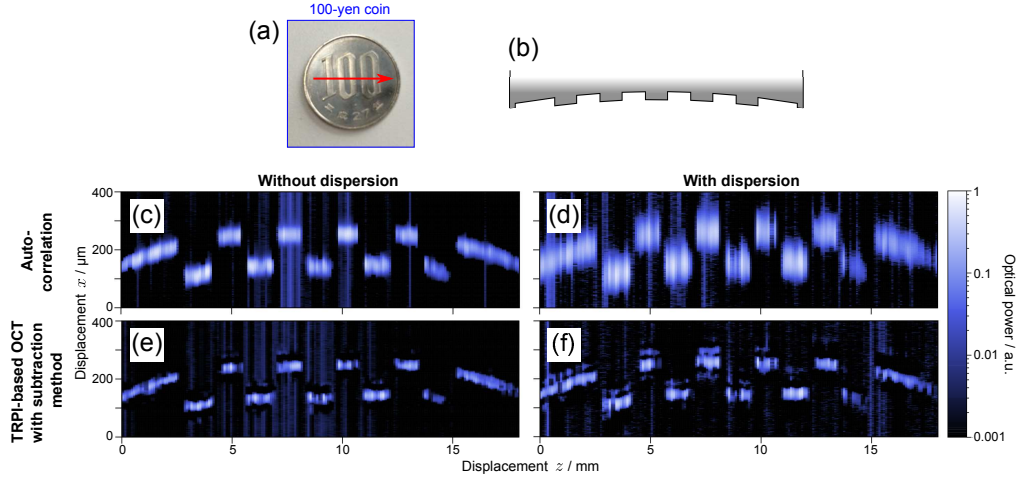 100-yen coin
(a)
100
(b)
Without dispersion
With dispersion
Auto-
correlation
TRPI-based OCT
with subtraction
method
Displacement x / μm
400
200
0
400
200
0
(c)
(d)
(e)
(f)
0
5
10
15
0
5
10
15
Displacement z / mm
1
0.1
0.01
0.001
Optical power / a.u.